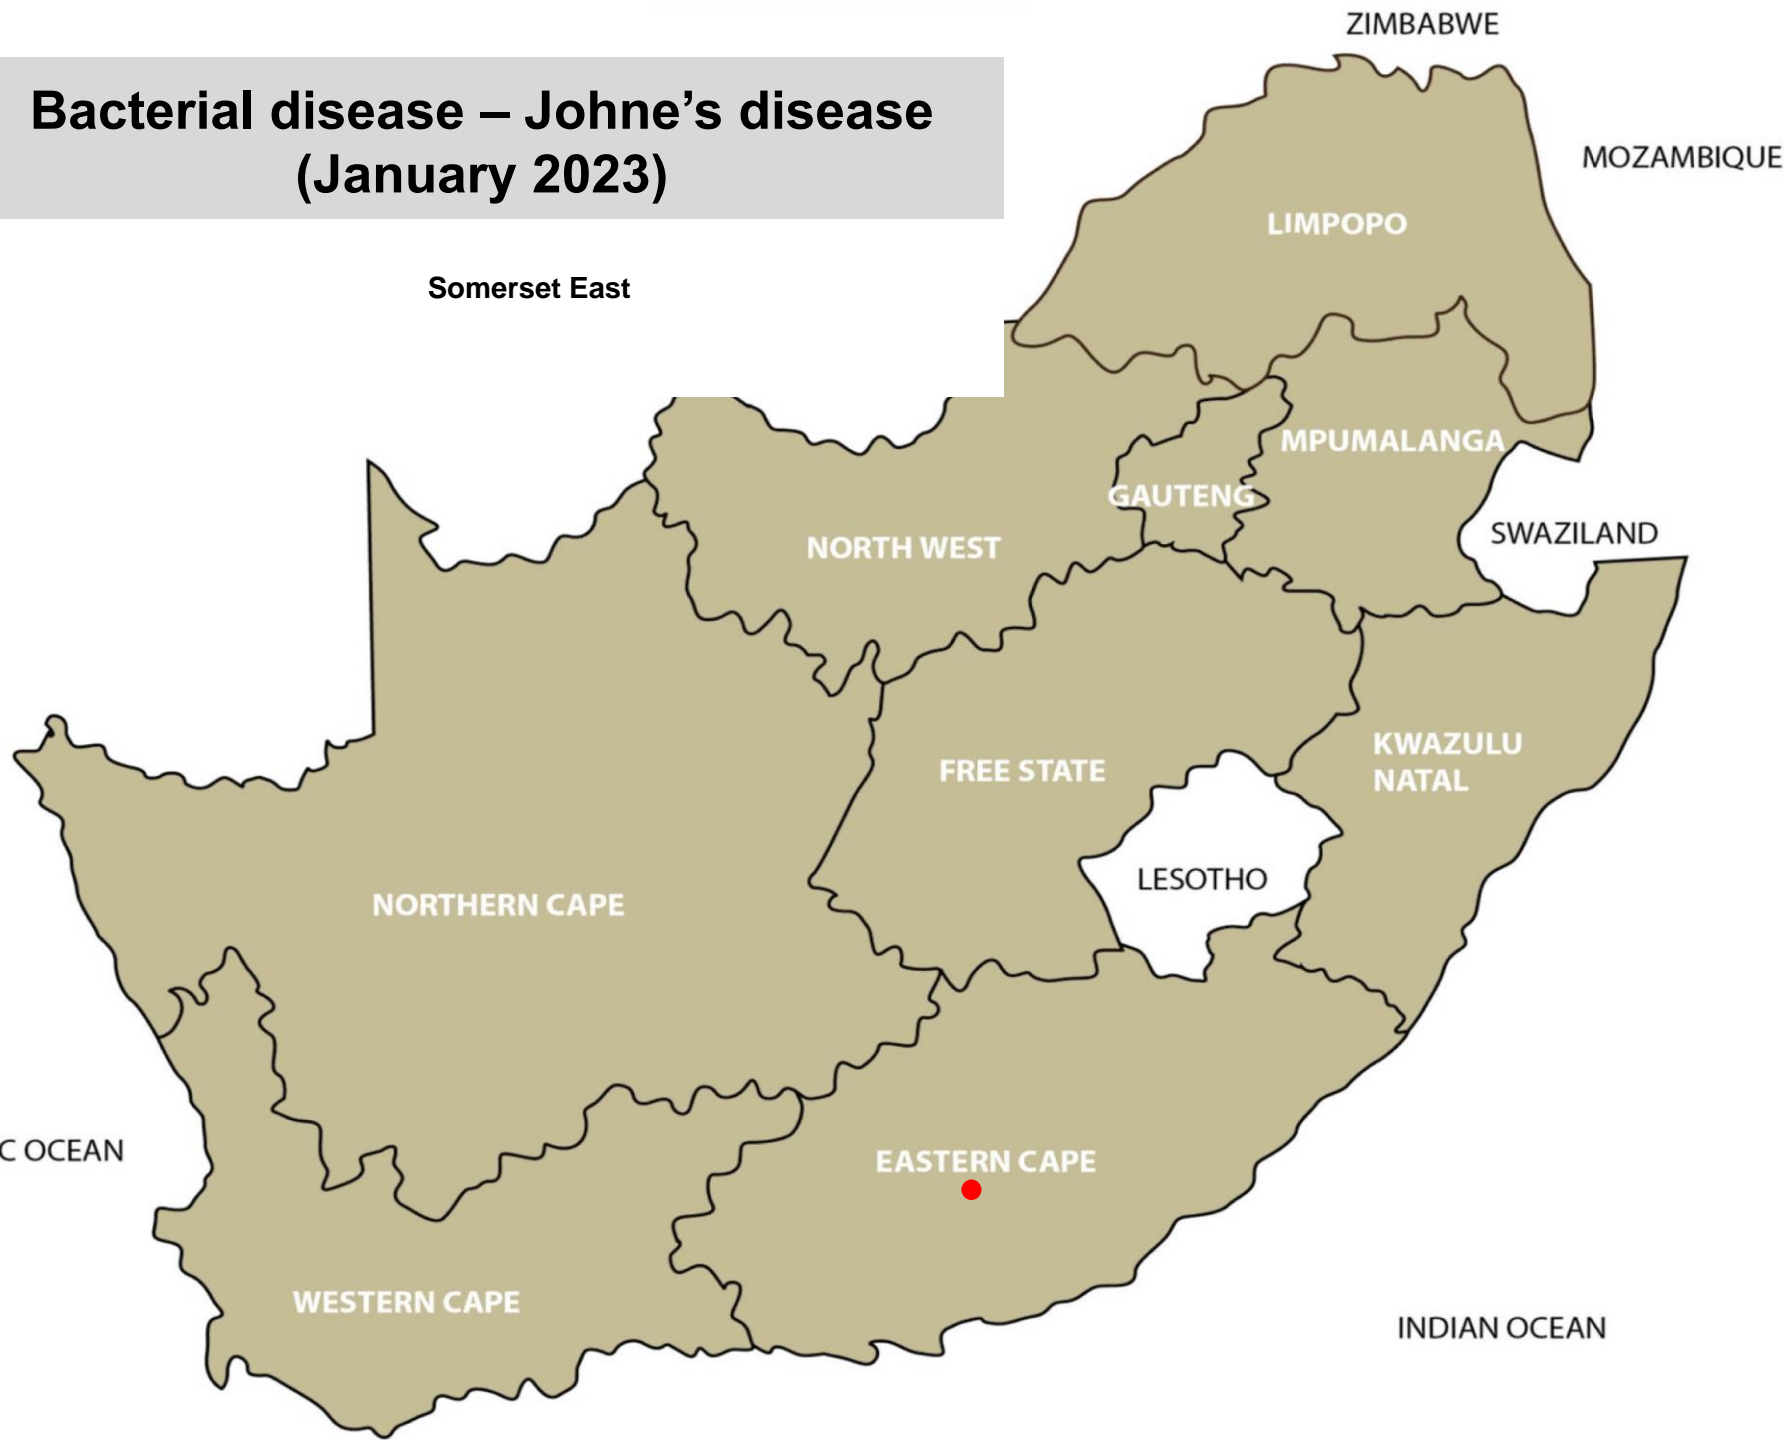 ZIMBABWE
Bacterial disease – Johne’s disease
(January 2023)
MOZAMBIQUE
LIMPOPO
Somerset East
MPUMALANGA
GAUTENG
SWAZILAND
NORTH WEST
KWAZULU
NATAL
FREE STATE
LESOTHO
NORTHERN CAPE
C OCEAN
EASTERN CAPE
WESTERN CAPE
INDIAN OCEAN